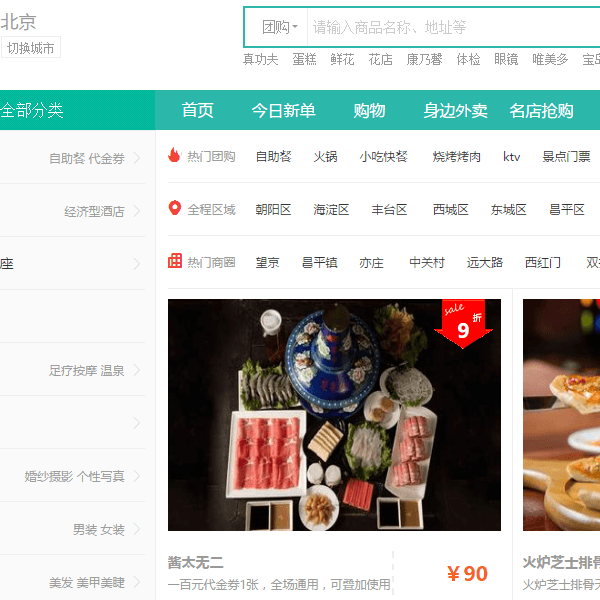 北京
切换城市
团购 请输入商品名称、地址等
真功夫 蛋糕 鲜花 花店 康乃馨 体检 眼镜 唯美多 宝岛
全部分类 首页 今日新单 购物 身边外卖 名店抢购
自助餐 代金券
经济型酒店
座
足疗按摩 温泉
婚纱摄影 个性写真
男装 女装
美发 美甲美睫
热门团购 自助餐 火锅 小吃快餐 烧烤烤肉 ktv 景点门票
全程区域 朝阳区 海淀区 丰台区 西城区 东城区 昌平区
热门商圈 望京 昌平镇 亦庄 中关村 远大路 西红门 双
sale
9折
酱太无二
一百元代金券1张，全场通用，可叠加使用
¥90
火炉芝士排骨
火炉芝士排骨